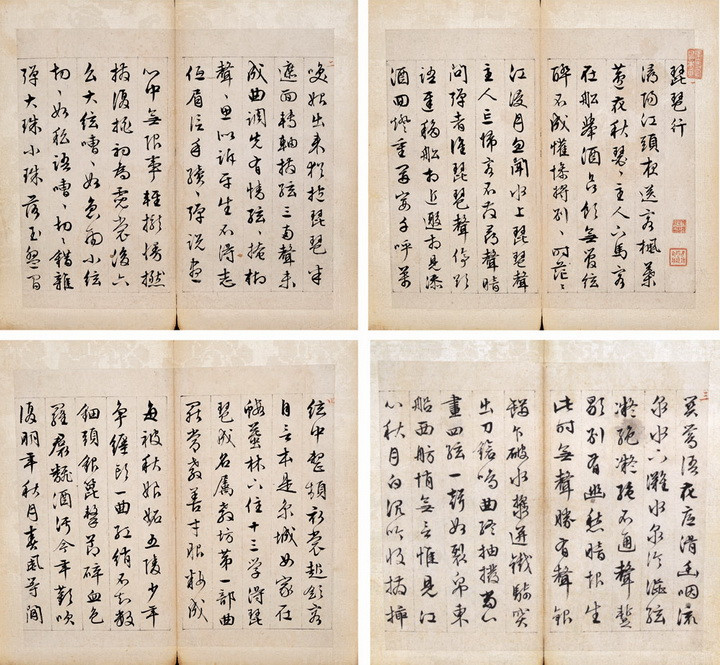 琵琶行
潯陽江頭夜送客楓葉
荻花秋瑟瑟主人下馬客
在船舉酒欲飲無管絃
醉不成懽慘將別別時茫茫
江浸月忽聞水上琵琶聲
主人忘歸客不發尋聲暗
問彈者誰琵琶聲停欲
語遲移船相近邀相見添
酒回燈重開宴千呼萬
喚始出來猶抱琵琶半
遮面轉軸撥絃三兩聲未
成曲調先有情絃絃掩抑
聲聲思似訴平生不得志
低眉信手續續彈說盡
心中無限事輕攏慢撚
撥復挑初為霓裳後六
么大絃嘈嘈如急雨小絃
切切如私語嘈嘈切切錯雜
彈大珠小珠落玉盤間
關鶯語花底滑幽咽流
泉水下灘水泉冷澀絃
凝絕凝絕不通聲暫
歇別有幽愁暗恨生
此時無聲勝有聲銀
缾乍破水漿迸鐵騎突
出刀鎗鳴曲終抽撥當心
畫四絃一聲如裂帛東
船西舫悄無言惟見江
心秋月白沉吟收撥插
絃中整頓衣裳起斂容
自言本是京城女家在
蝦蟇林下住十三學得琵
琶成名屬教坊第一部曲
罷常教善才服粧成
每被秋娘妬五陵少年
爭纏頭一曲紅綃不知數
鈿頭銀篦擊節碎血色
羅裙翻酒污今年歡笑
復明年秋月春風等閒